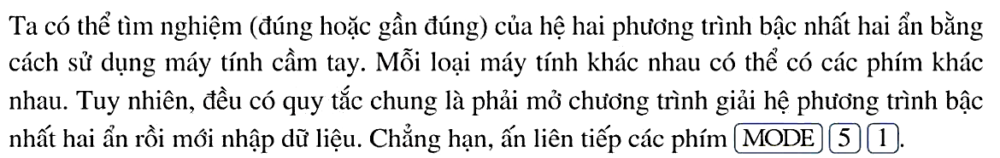 Ta có thể tìm nghiệm (đúng hoặc gần đúng) của hệ hai phương trình bậc nhất hai ẩn bằng
cách sử dụng máy tính cầm tay. Mỗi loại máy tính khác nhau có thể có các phím khác
nhau. Tuy nhiên, đều có quy tắc chung là phải mở chương trình giải hệ phương trình bậc
nhất hai ẩn rồi mới nhập dữ liệu. Chẳng hạn, ấn liên tiếp các phím MODE 5 1.